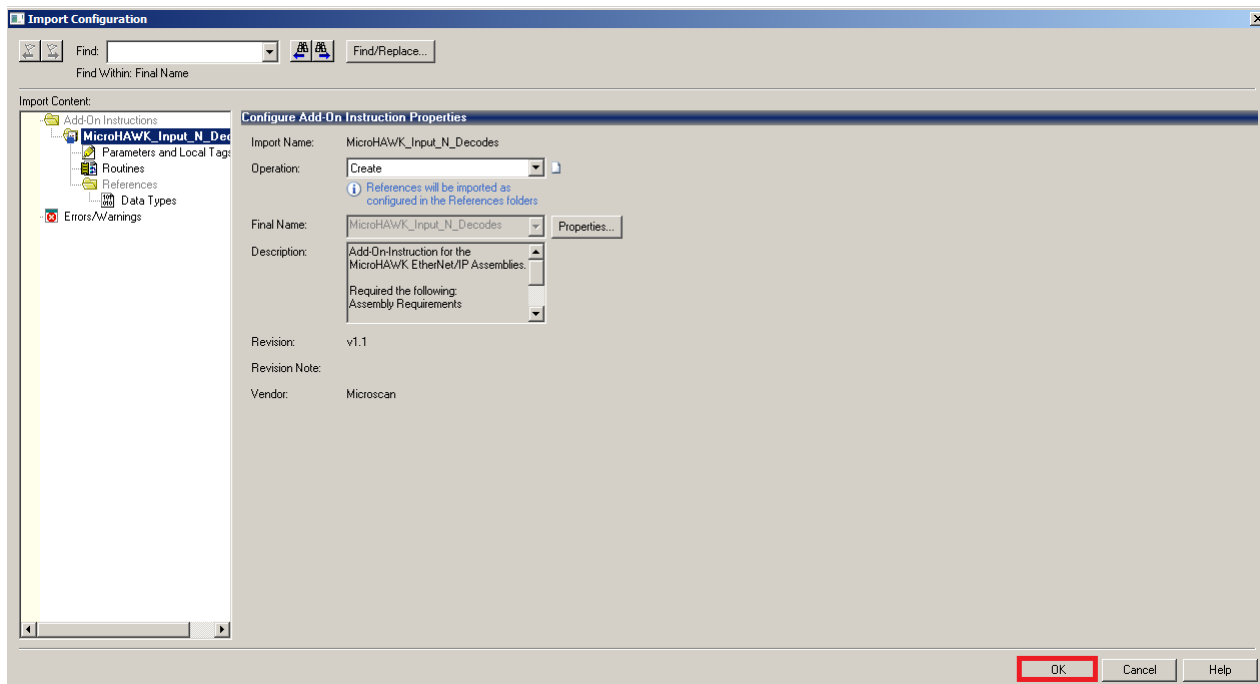 Import Configuration
Find:
Find/Replace...
Find Within: Final Name
Import Content:
Add-On Instructions
MicroHAWK_Input_N_Dec
Parameters and Local Tags
Routines
References
Data Types
Errors/Warnings
Configure Add-On Instruction Properties
Import Name: MicroHAWK_Input_N_Decodes
Operation: Create
References will be imported as
configured in the References folders
Final Name: MicroHAWK_Input_N_Decodes Properties...
Description: Add-On-Instruction for the
MicroHAWK EtherNet/IP Assemblies.
Required the following:
Assembly Requirements
Revision: v1.1
Revision Note:
Vendor: Microscan
OK Cancel Help